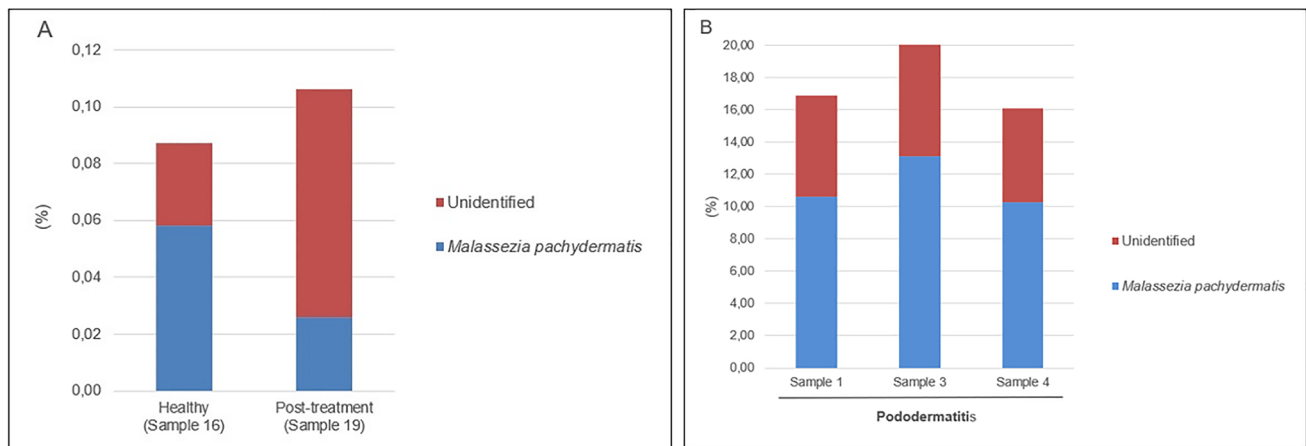 A
0,12
0,10
0,08
0,06
0,04
0,02
0,00
(%)
Healthy
(Sample 16)
Post-treatment
(Sample 19)
Unidentified
Malassezia pachydermatis
B
20,00
18,00
16,00
14,00
12,00
10,00
8,00
6,00
4,00
2,00
0,00
(%)
Sample 1
Sample 3
Sample 4
Pododermatitis
Unidentified
Malassezia pachydermatis